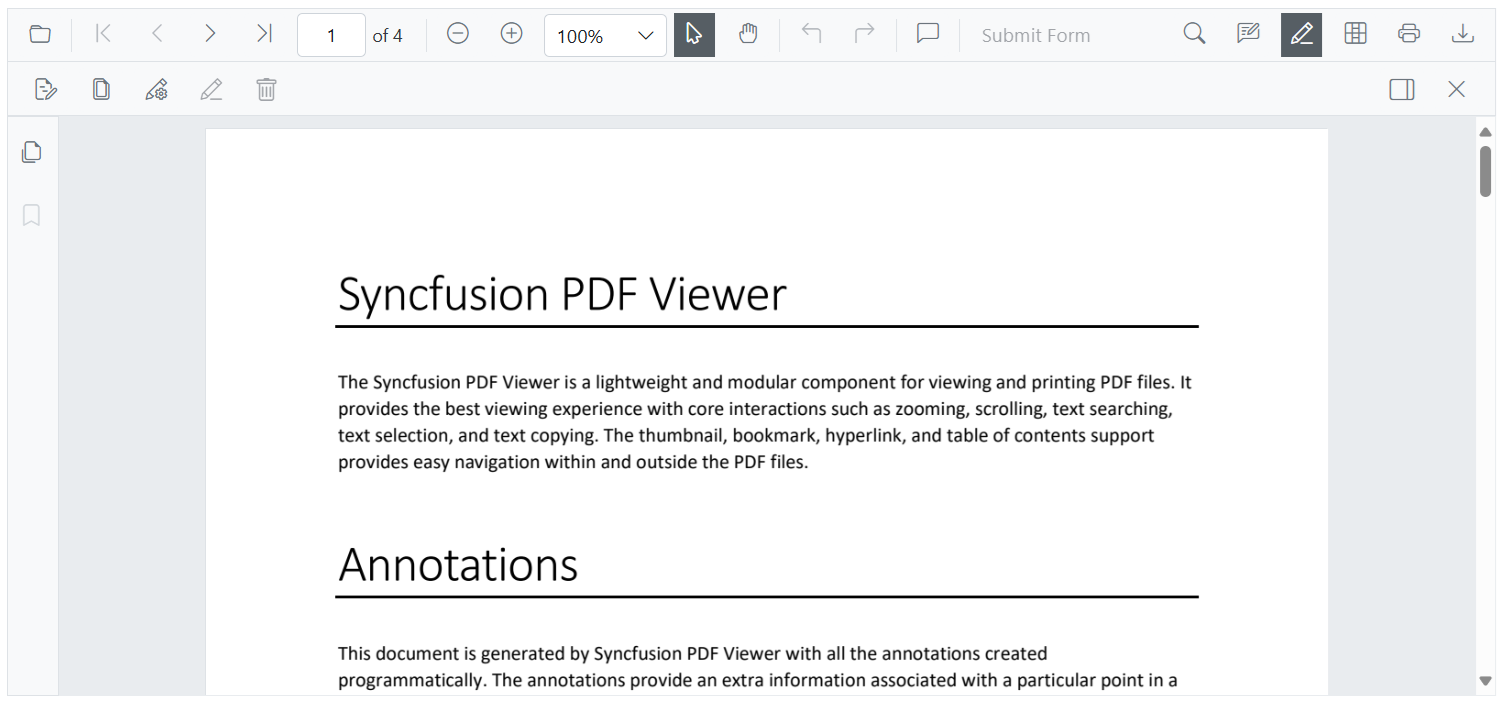 1 of 4 100% Submit Form
Syncfusion PDF Viewer
The Syncfusion PDF Viewer is a lightweight and modular component for viewing and printing PDF files. It
provides the best viewing experience with core interactions such as zooming, scrolling, text searching,
text selection, and text copying. The thumbnail, bookmark, hyperlink, and table of contents support
provides easy navigation within and outside the PDF files.
Annotations
This document is generated by Syncfusion PDF Viewer with all the annotations created
programmatically. The annotations provide an extra information associated with a particular point in a